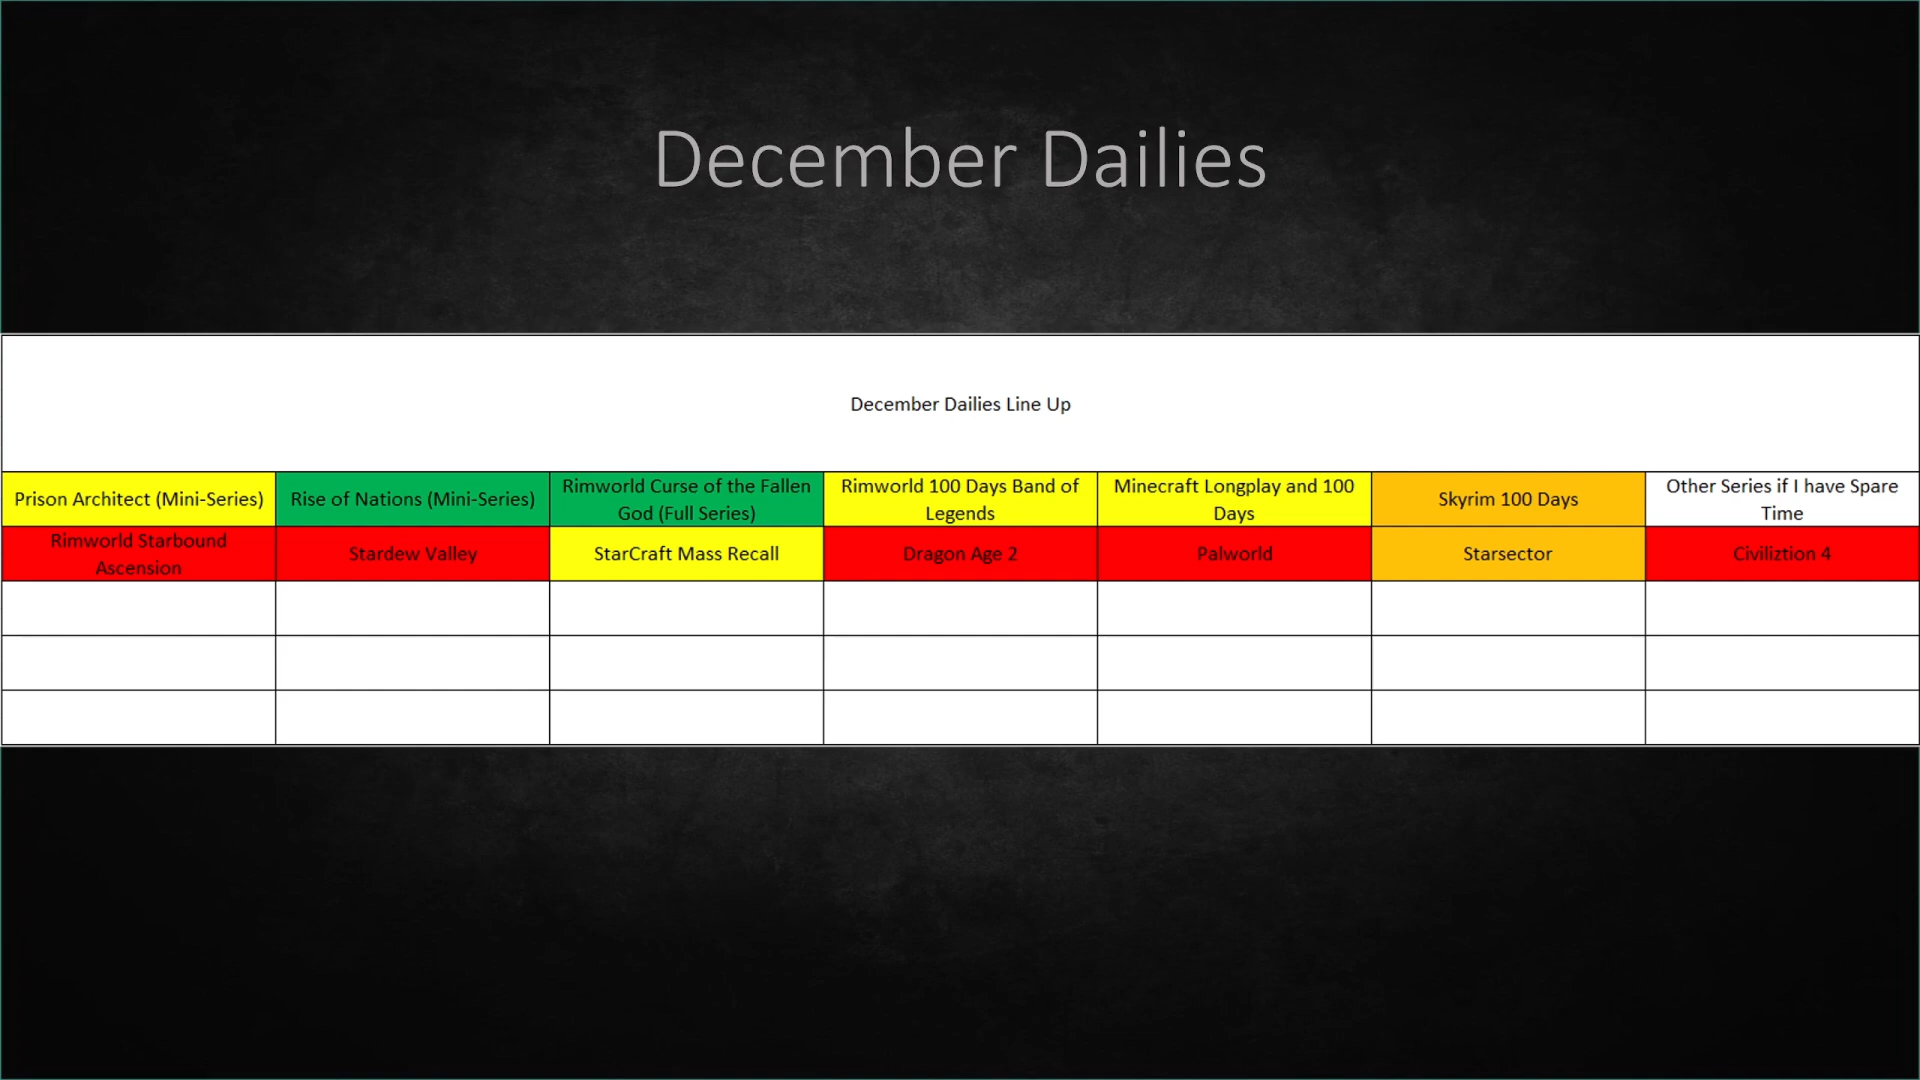 December Dailies
December Dailies Line Up
Prison Architect (Mini-Series)
Rise of Nations (Mini-Series)
Rimworld Curse of the Fallen
God (Full Series)
Rimworld 100 Days Band of
Legends
Minecraft Longplay and 100
Days
Skyrim 100 Days
Other Series if I have Spare
Time
Rimworld Starbound
Ascension
Stardew Valley
StarCraft Mass Recall
Dragon Age 2
Palworld
Starsector
Civiliztion 4